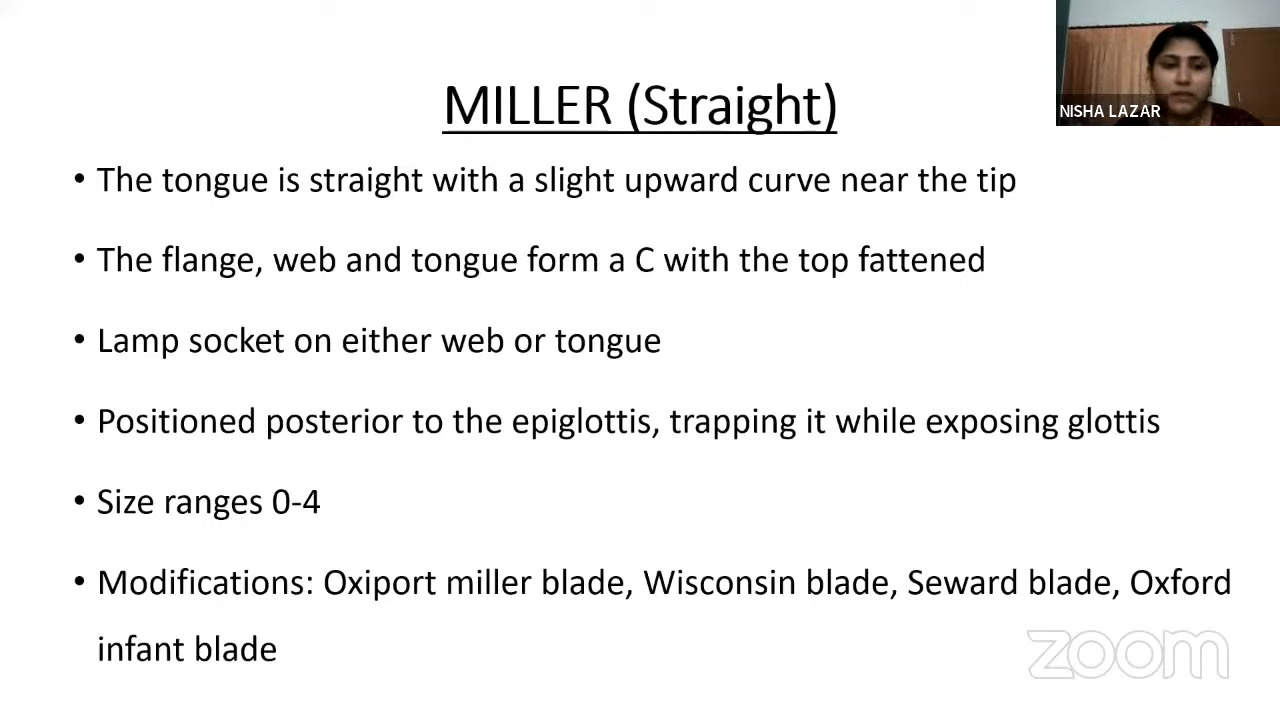 MILLER (Straight)
NISHA LAZAR
• The tongue is straight with a slight upward curve near the tip
• The flange, web and tongue form a C with the top fattened
• Lamp socket on either web or tongue
• Positioned posterior to the epiglottis, trapping it while exposing glottis
• Size ranges 0-4
• Modifications: Oxiport miller blade, Wisconsin blade, Seward blade, Oxford
infant blade
zoom